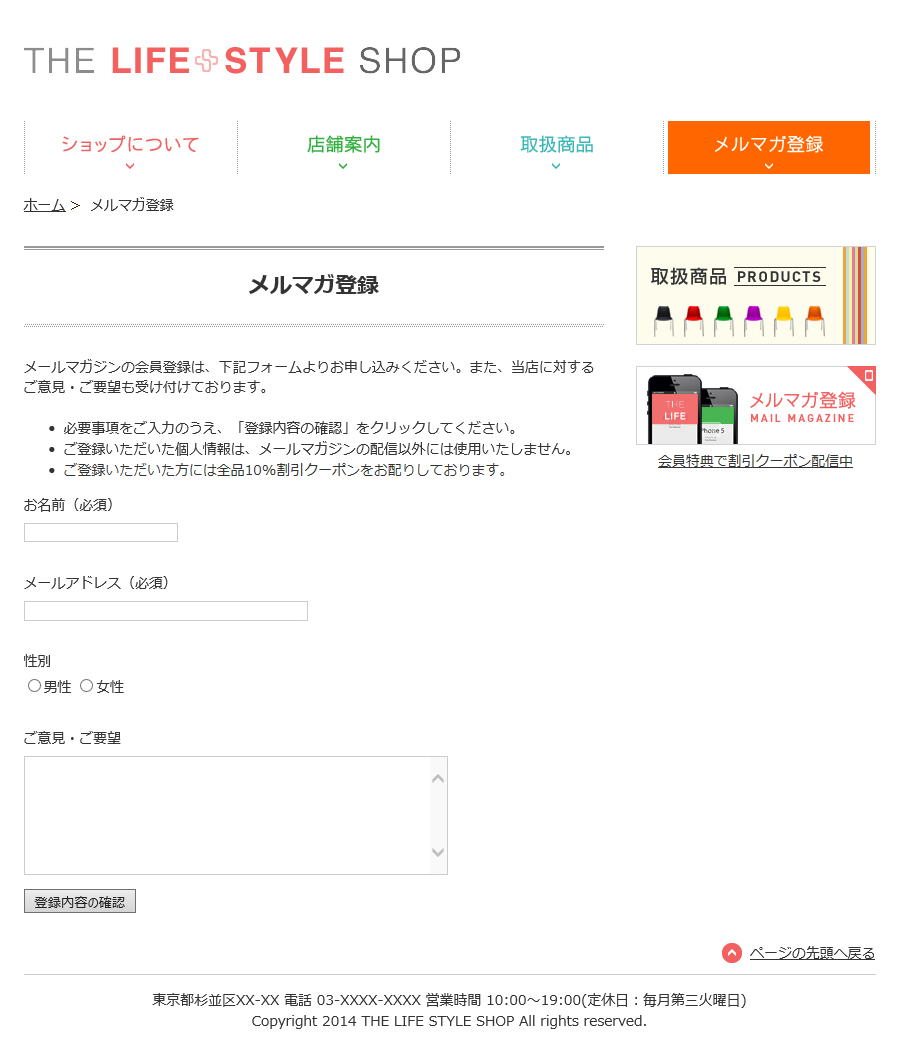 THE LIFE STYLE SHOP
ショップについて 店舗案内 取扱商品 メルマガ登録
ホーム > メルマガ登録
メルマガ登録
取扱商品 PRODUCTS
メールマガジンの会員登録は、下記フォームよりお申し込みください。また、当店に対する
ご意見・ご要望も受け付けております。
THE
LIFE
Phone 5
メルマガ登録
MAIL MAGAZINE
会員特典で割引クーポン配信中
• 必要事項をご入力のうえ、「登録内容の確認」をクリックしてください。
• ご登録いただいた個人情報は、メールマガジンの配信以外には使用いたしません。
• ご登録いただいた方には全品10%割引クーポンをお配りしております。
お名前（必須）
メールアドレス（必須）
性別
男性 女性
ご意見・ご要望
登録内容の確認
ページの先頭へ戻る
東京都杉並区XX-XX 電話 03-XXXX-XXXX 営業時間 10:00～19:00(定休日：毎月第三火曜日)
Copyright 2014 THE LIFE STYLE SHOP All rights reserved.